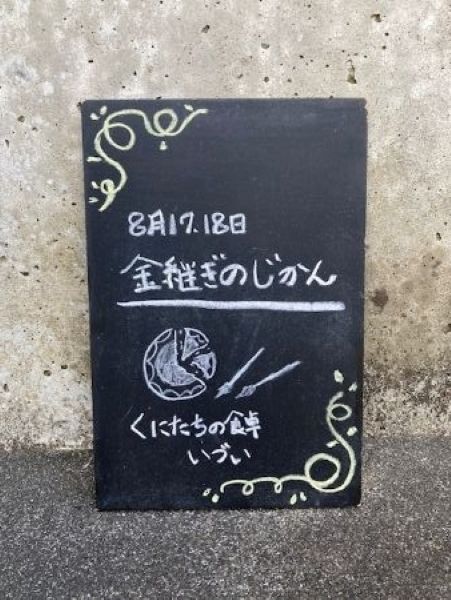 8月17.18日
金継ぎのじかん
くにたちの食卓
いづい